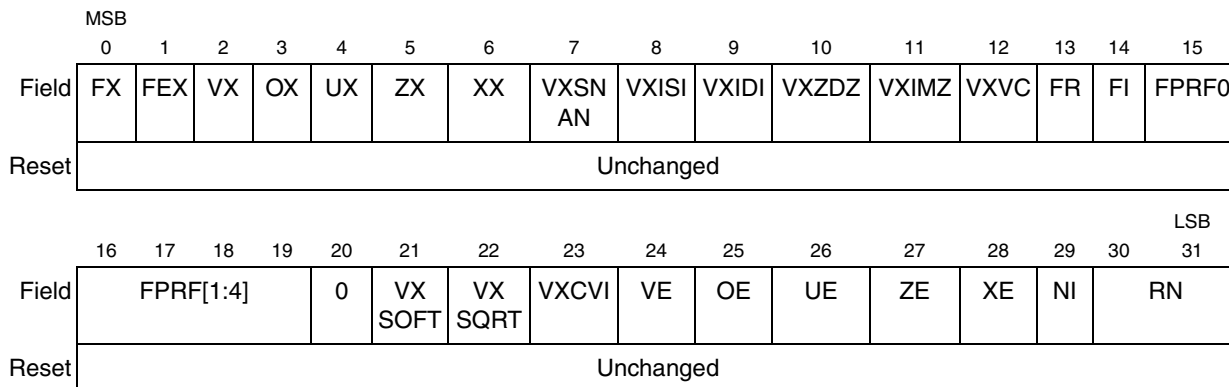 MSB
0 1 2 3 4 5 6 7 8 9 10 11 12 13 14 15
Field FX FEX VX OX UX ZX XX VXSN VXISI VXIDI VXZDZ VXIMZ VXVC FR FI FPRF0
AN
Reset Unchanged
LSB
16 17 18 19 20 21 22 23 24 25 26 27 28 29 30 31
Field FPRF[1:4] 0 VX VX VXCVI VE OE UE ZE XE NI RN
SOFT SQRT
Reset Unchanged